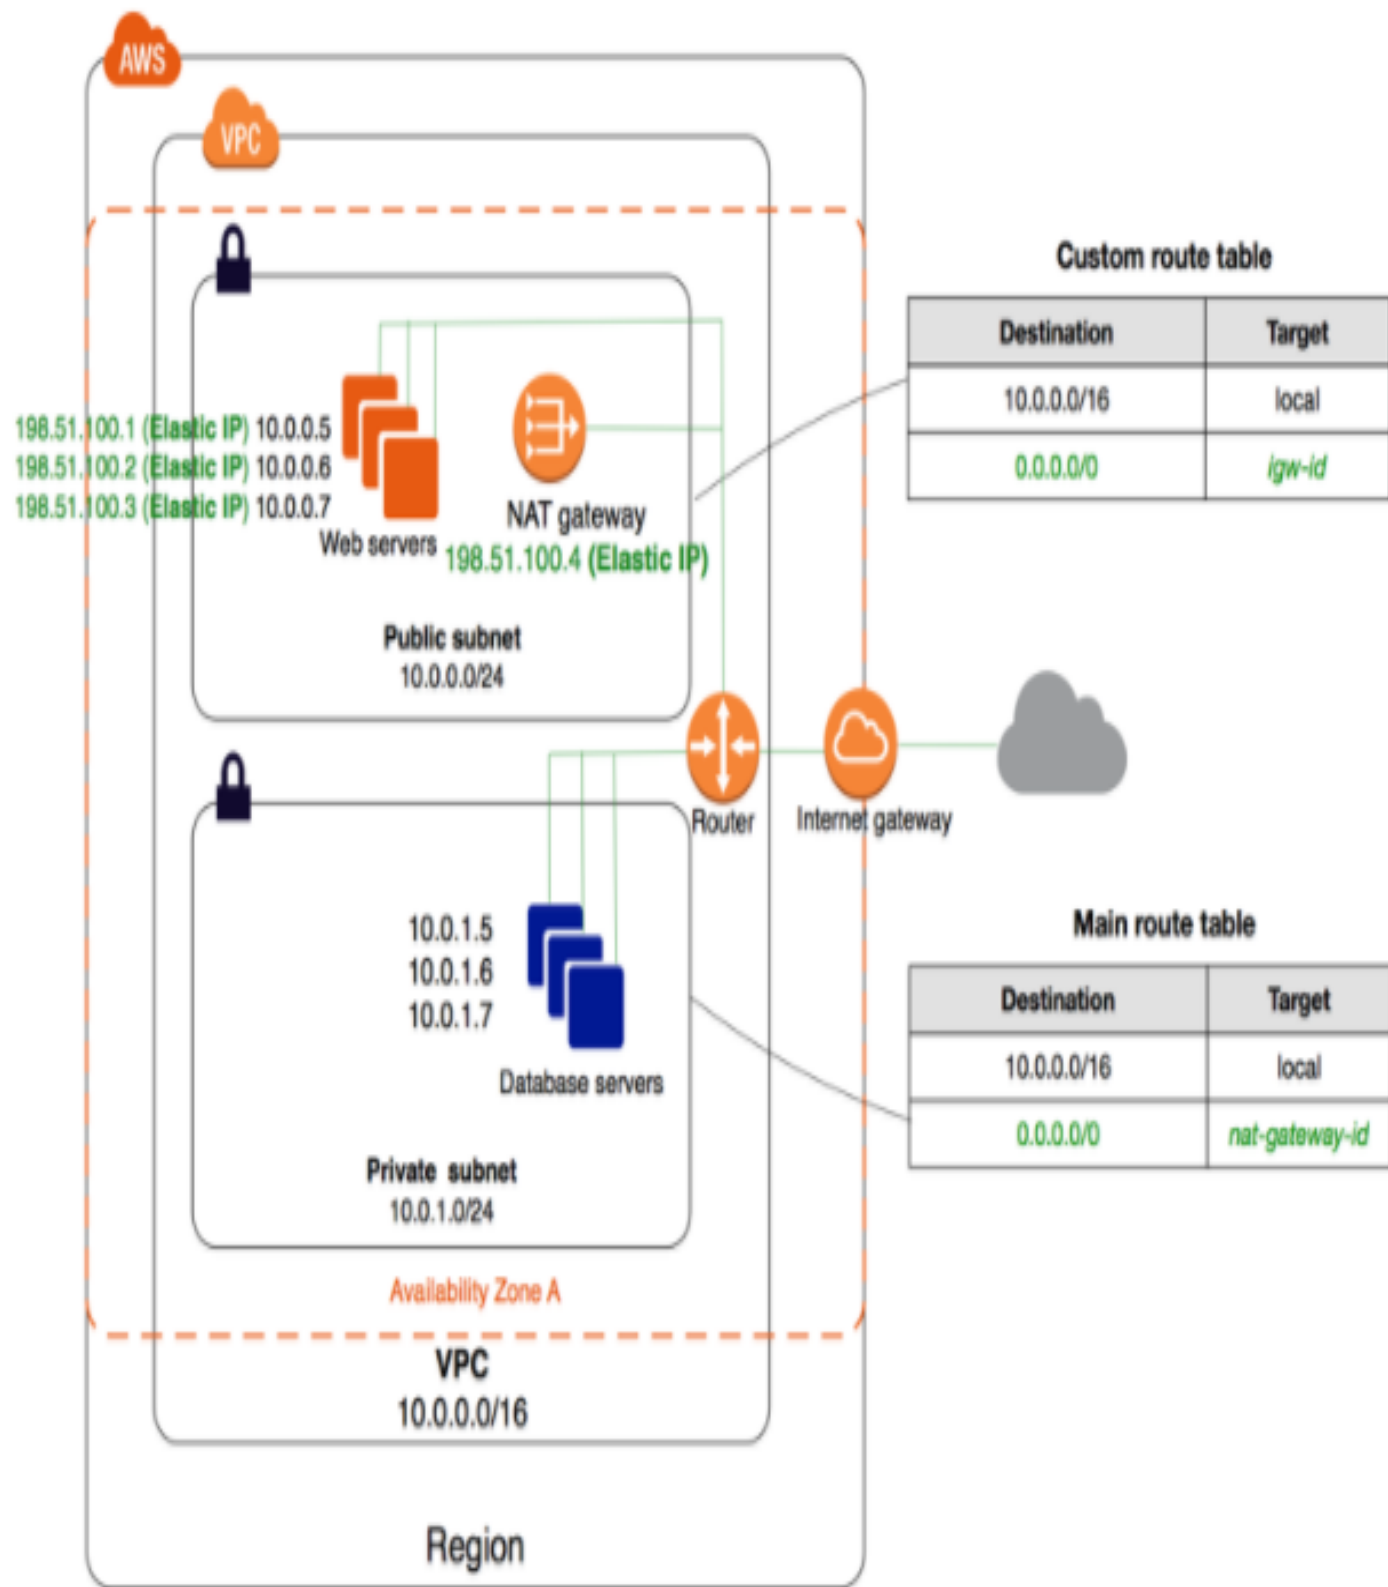 AWS
VPC
Custom route table
Destination Target
10.0.0.0/16 local
0.0.0.0/0 igw-id
198.51.100.1 (Elastic IP) 10.0.0.5
198.51.100.2 (Elastic IP) 10.0.0.6
198.51.100.3 (Elastic IP) 10.0.0.7
Web servers
NAT gateway
198.51.100.4 (Elastic IP)
Public subnet
10.0.0.0/24
Router
Internet gateway
10.0.1.5
10.0.1.6
10.0.1.7
Database servers
Main route table
Destination Target
10.0.0.0/16 local
0.0.0.0/0 nat-gateway-id
Private subnet
10.0.1.0/24
Availability Zone A
VPC
10.0.0.0/16
Region